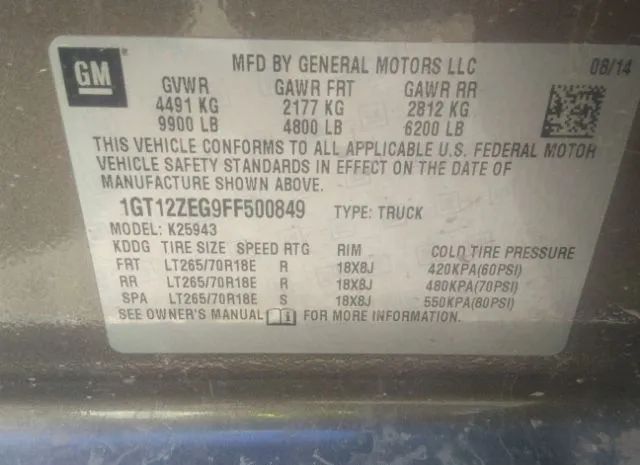 GM
MFD BY GENERAL MOTORS LLC 08/14
GVWR GAWR FRT GAWR RR
4491 KG 2177 KG 2812 KG
9900 LB 4800 LB 6200 LB
THIS VEHICLE CONFORMS TO ALL APPLICABLE U.S. FEDERAL MOTOR
VEHICLE SAFETY STANDARDS IN EFFECT ON THE DATE OF
MANUFACTURE SHOWN ABOVE.
1GT12ZEG9FF500849 TYPE: TRUCK
MODEL: K25943
KDDG TIRE SIZE SPEED RTG RIM COLD TIRE PRESSURE
FRT LT265/70R18E R 18X8J 420KPA(60PSI)
RR LT265/70R18E R 18X8J 480KPA(70PSI)
SPA LT265/70R18E S 18X8J 550KPA(80PSI)
SEE OWNER'S MANUAL FOR MORE INFORMATION.